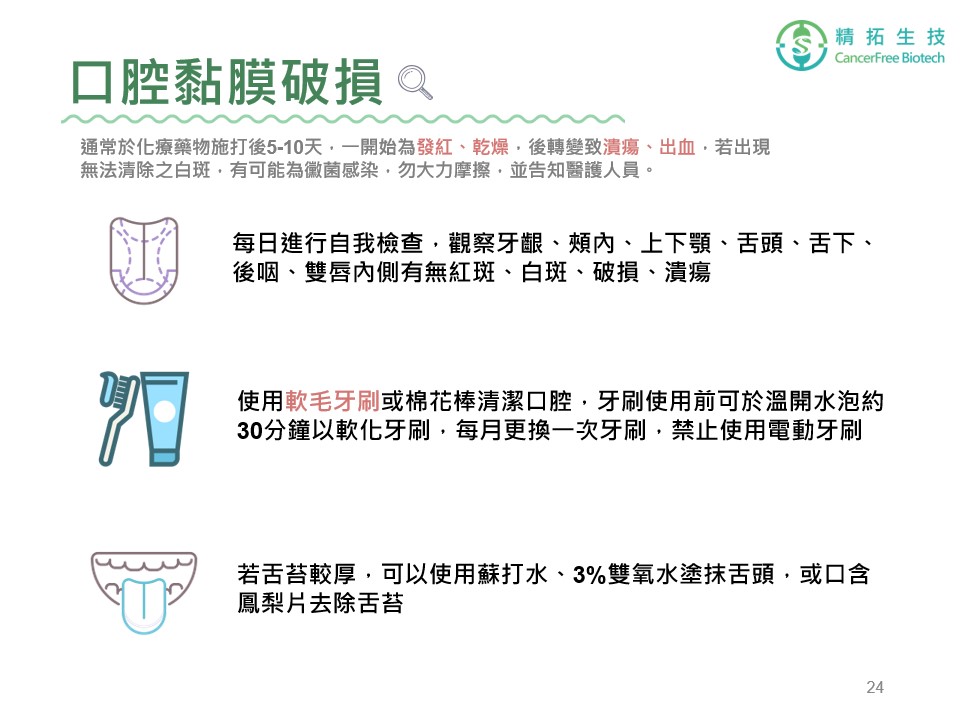 精拓生技
CancerFree Biotech
口腔黏膜破損
通常於化療藥物施打後5-10天，一開始為發紅、乾燥，後轉變致潰瘍、出血，若出現
無法清除之白斑，有可能為黴菌感染，勿大力摩擦，並告知醫護人員。
每日進行自我檢查，觀察牙齦、頰內、上下顎、舌頭、舌下、
後咽、雙唇內側有無紅斑、白斑、破損、潰瘍
使用軟毛牙刷或棉花棒清潔口腔，牙刷使用前可於溫開水泡約
30分鐘以軟化牙刷，每月更換一次牙刷，禁止使用電動牙刷
若舌苔較厚，可以使用蘇打水、3%雙氧水塗抹舌頭，或口含
鳳梨片去除舌苔
24